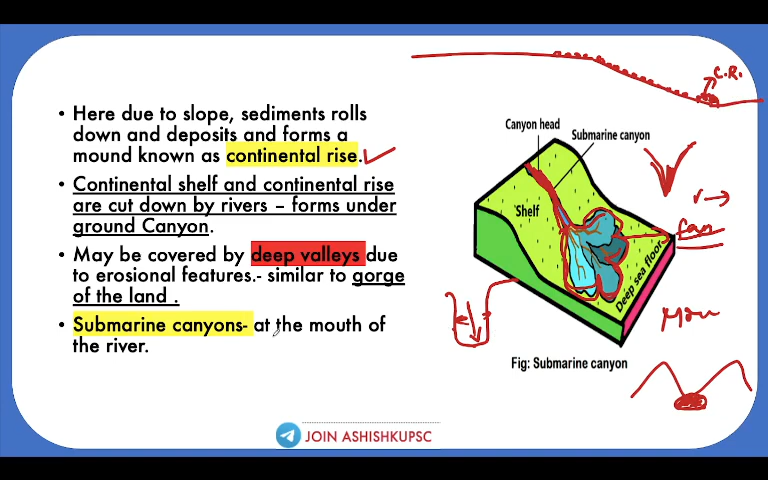 • Here due to slope, sediments rolls
down and deposits and forms a
mound known as continental rise.
• Continental shelf and continental rise
are cut down by rivers – forms under
ground Canyon.
• May be covered by deep valleys due
to erosional features.- similar to gorge
of the land .
• Submarine canyons- at the mouth of
the river.
C.R.
Canyon head
Submarine canyon
Shelf
fan
Deep sea floor
Fig: Submarine canyon
JOIN ASHISHKUPSC